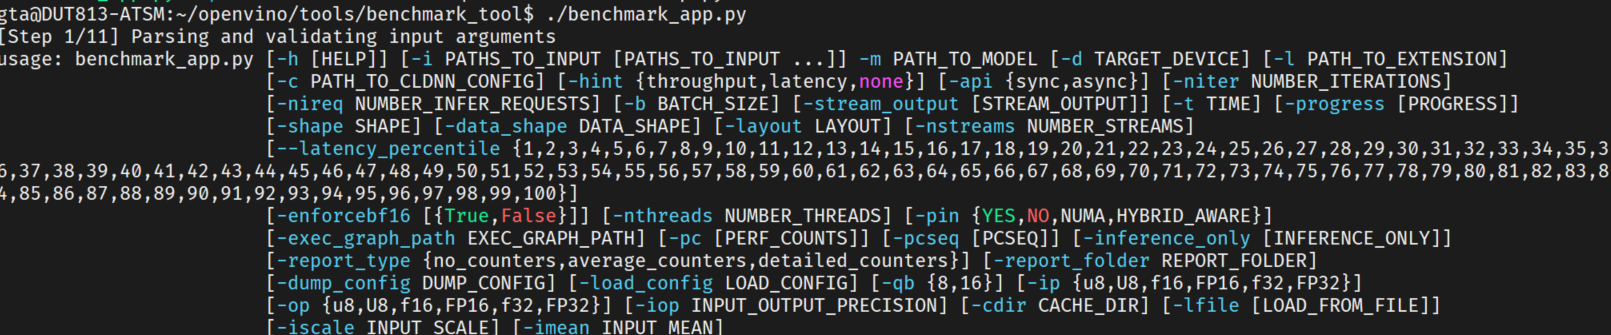 gta@DUT813-ATSM:~/openvino/tools/benchmark_tool$ ./benchmark_app.py
[Step 1/11] Parsing and validating input arguments
usage: benchmark_app.py [-h [HELP]] [-i PATHS_TO_INPUT [PATHS_TO_INPUT ...]] -m PATH_TO_MODEL [-d TARGET_DEVICE] [-l PATH_TO_EXTENSION]
[-c PATH_TO_CLDNN_CONFIG] [-hint {throughput,latency,none}] [-api {sync,async}] [-niter NUMBER_ITERATIONS]
[-nireq NUMBER_INFER_REQUESTS] [-b BATCH_SIZE] [-stream_output [STREAM_OUTPUT]] [-t TIME] [-progress [PROGRESS]]
[-shape SHAPE] [-data_shape DATA_SHAPE] [-layout LAYOUT] [-nstreams NUMBER_STREAMS]
[--latency_percentile {1,2,3,4,5,6,7,8,9,10,11,12,13,14,15,16,17,18,19,20,21,22,23,24,25,26,27,28,29,30,31,32,33,34,35,3
6,37,38,39,40,41,42,43,44,45,46,47,48,49,50,51,52,53,54,55,56,57,58,59,60,61,62,63,64,65,66,67,68,69,70,71,72,73,74,75,76,77,78,79,80,81,82,83,8
4,85,86,87,88,89,90,91,92,93,94,95,96,97,98,99,100}]
[-enforcebf16 [{True,False}]] [-nthreads NUMBER_THREADS] [-pin {YES,NO,NUMA,HYBRID_AWARE}]
[-exec_graph_path EXEC_GRAPH_PATH] [-pc [PERF_COUNTS]] [-pcseq [PCSEQ]] [-inference_only [INFERENCE_ONLY]]
[-report_type {no_counters,average_counters,detailed_counters}] [-report_folder REPORT_FOLDER]
[-dump_config DUMP_CONFIG] [-load_config LOAD_CONFIG] [-qb {8,16}] [-ip {u8,U8,f16,FP16,f32,FP32}]
[-op {u8,U8,f16,FP16,f32,FP32}] [-iop INPUT_OUTPUT_PRECISION] [-cdir CACHE_DIR] [-lfile [LOAD_FROM_FILE]]
[-iscale INPUT_SCALE] [-imean INPUT_MEAN]